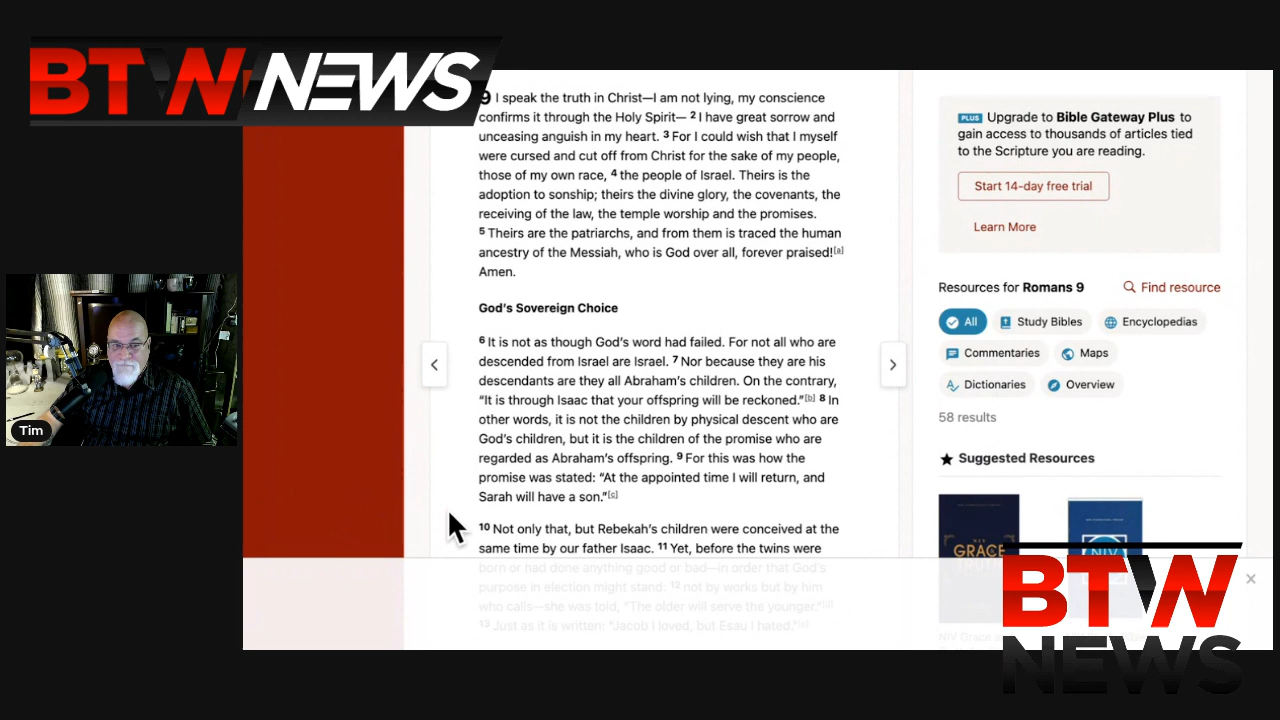 BTW NEWS
9 I speak the truth in Christ—I am not lying, my conscience
confirms it through the Holy Spirit— 2 I have great sorrow and
unceasing anguish in my heart. 3 For I could wish that I myself
were cursed and cut off from Christ for the sake of my people,
those of my own race, 4 the people of Israel. Theirs is the
adoption to sonship; theirs the divine glory, the covenants, the
receiving of the law, the temple worship and the promises.
5 Theirs are the patriarchs, and from them is traced the human
ancestry of the Messiah, who is God over all, forever praised![a]
Amen.
God’s Sovereign Choice
6 It is not as though God’s word had failed. For not all who are
descended from Israel are Israel. 7 Nor because they are his
descendants are they all Abraham’s children. On the contrary,
“It is through Isaac that your offspring will be reckoned.”[b] 8 In
other words, it is not the children by physical descent who are
God’s children, but it is the children of the promise who are
regarded as Abraham’s offspring. 9 For this was how the
promise was stated: “At the appointed time I will return, and
Sarah will have a son.”[c]
10 Not only that, but Rebekah’s children were conceived at the
same time by our father Isaac. 11 Yet, before the twins were
born or had done anything good or bad—in order that God’s
purpose in election might stand: 12 not by works but by him
who calls—she was told, “The older will serve the younger.”[d]
13 Just as it is written: “Jacob I loved, but Esau I hated.”[e]
PLUS Upgrade to Bible Gateway Plus to
gain access to thousands of articles tied
to the Scripture you are reading.
Start 14-day free trial
Learn More
Resources for Romans 9 Find resource
All Study Bibles Encyclopedias
Commentaries Maps
Dictionaries Overview
58 results
Suggested Resources
GRACE
NIV
NIV Grace
Tim
BTW
NEWS